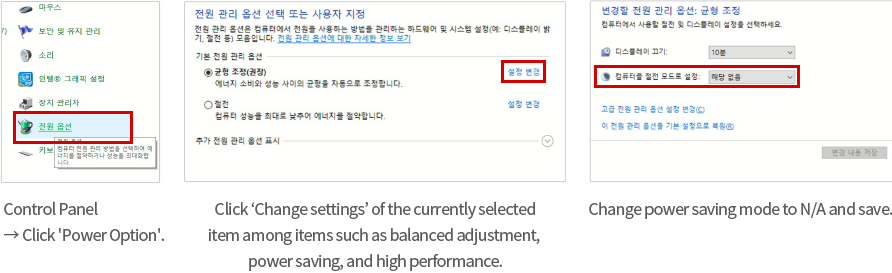 마우스
보안 및 유지 관리
소리
인텔® 그래픽 설정
장치 관리자
전원 옵션
키보
전원 옵션
컴퓨터 전원 관리 방법을 선택하여 에
너지를 절약하거나 성능을 최대화합
니다.
Control Panel
→ Click 'Power Option'.
전원 관리 옵션 선택 또는 사용자 지정
전원 관리 옵션은 컴퓨터에서 전원을 사용하는 방법을 관리하는 하드웨어 및 시스템 설정(예: 디스플레이 밝
기, 절전 등) 모음입니다. 전원 관리 옵션에 대한 자세한 정보 보기
기본 전원 관리 옵션
균형 조정(권장) 설정 변경
에너지 소비와 성능 사이의 균형을 자동으로 조정합니다.
절전 설정 변경
컴퓨터 성능을 최대로 낮추어 에너지를 절약합니다.
추가 전원 관리 옵션 표시
Click ‘Change settings’ of the currently selected
item among items such as balanced adjustment,
power saving, and high performance.
변경할 전원 관리 옵션: 균형 조정
컴퓨터에서 사용할 절전 및 디스플레이 설정을 선택하세요.
디스플레이 끄기: 10분
컴퓨터를 절전 모드로 설정: 해당 없음
고급 전원 관리 옵션 설정 변경(C)
이 전원 관리 옵션을 기본 설정으로 복원(R)
변경 내용 저장
Change power saving mode to N/A and save.